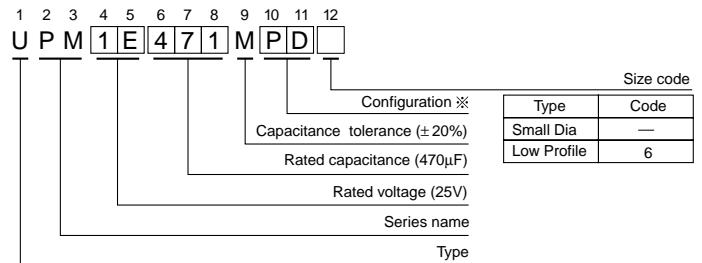 1 2 3 4 5 6 7 8 9 10 11 12
U P M 1 E 4 7 1 M P D
Size code
Configuration ※
Capacitance tolerance (±20%)
Rated capacitance (470μF)
Rated voltage (25V)
Series name
Type
Type Code
Small Dia —
Low Profile 6